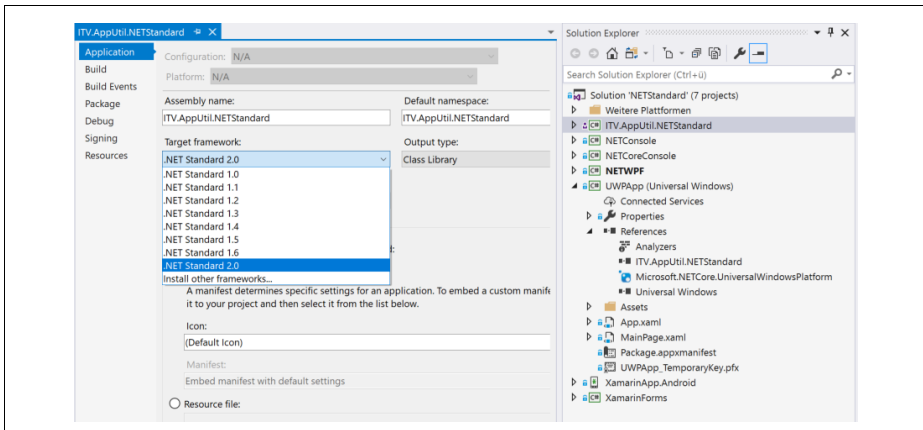 ITV.AppUtil.NETStandard
Application
Build
Build Events
Package
Debug
Signing
Resources
Configuration: N/A
Platform: N/A
Assembly name:
Default namespace:
ITV.AppUtil.NETStandard
ITV.AppUtil.NETStandard
Target framework:
Output type:
.NET Standard 2.0
Class Library
.NET Standard 1.0
.NET Standard 1.1
.NET Standard 1.2
.NET Standard 1.3
.NET Standard 1.4
.NET Standard 1.5
.NET Standard 1.6
.NET Standard 2.0
Install other frameworks...
A manifest determines specific settings for an application. To embed a custom manife
it to your project and then select it from the list below.
Icon:
(Default Icon)
Manifest:
Embed manifest with default settings
Resource file:
Solution Explorer
Search Solution Explorer (Ctrl+ü)
Solution 'NETStandard' (7 projects)
Weitere Plattformen
C# ITV.AppUtil.NETStandard
C# NETConsole
C# NETCoreConsole
C# NETWPF
C# UWPApp (Universal Windows)
Connected Services
Properties
References
Analyzers
ITV.AppUtil.NETStandard
Microsoft.NETCore.UniversalWindowsPlatform
Universal Windows
Assets
App.xaml
MainPage.xaml
Package.appxmanifest
UWPApp_TemporaryKey.pfx
XamarinApp.Android
C# XamarinForms